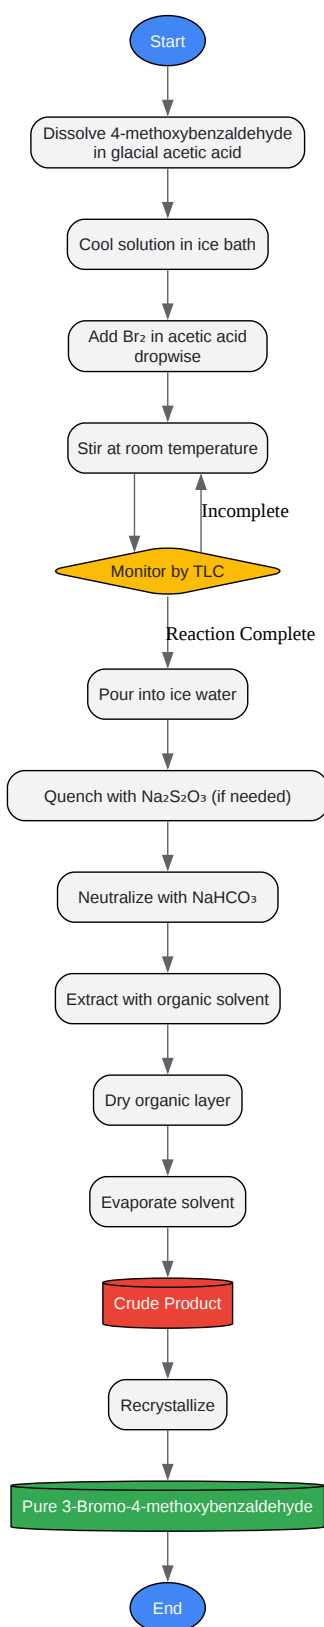 Start
Dissolve 4-methoxybenzaldehyde
in glacial acetic acid
Cool solution in ice bath
Add Br₂ in acetic acid
dropwise
Stir at room temperature
Incomplete
Monitor by TLC
Reaction Complete
Pour into ice water
Quench with Na₂S₂O₃ (if needed)
Neutralize with NaHCO₃
Extract with organic solvent
Dry organic layer
Evaporate solvent
Crude Product
Recrystallize
Pure 3-Bromo-4-methoxybenzaldehyde
End